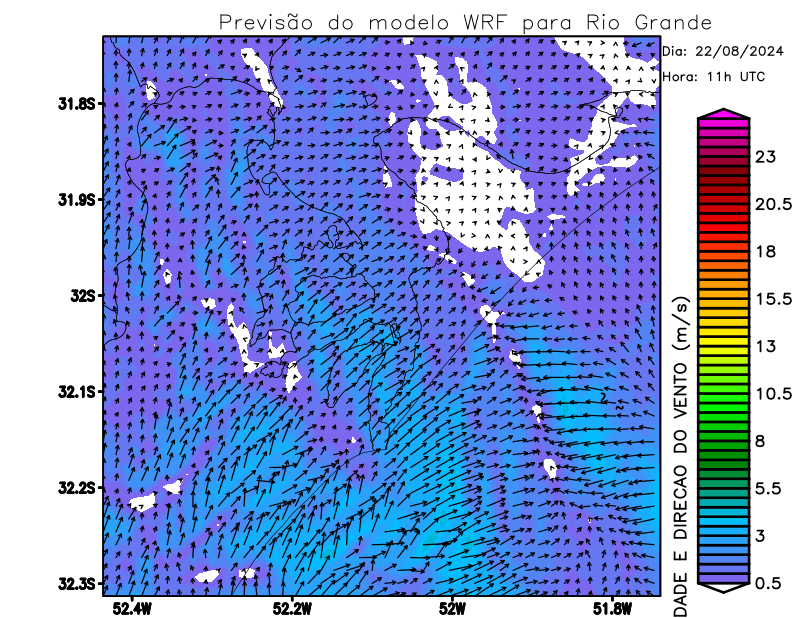 Previsão do modelo WRF para Rio Grande
Dia: 22/08/2024
Hora: 11h UTC
31.8S
31.9S
32S
32.1S
32.2S
32.3S
52.4W
52.2W
52W
51.8W
DADE E DIRECAO DO VENTO (m/s)
23
20.5
18
15.5
13
10.5
8
5.5
3
0.5